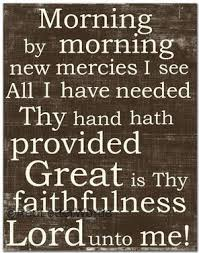 Morning
by morning
new mercies I see
All I have needed
Thy hand hath
provided
Great is Thy
faithfulness
Lord unto me!